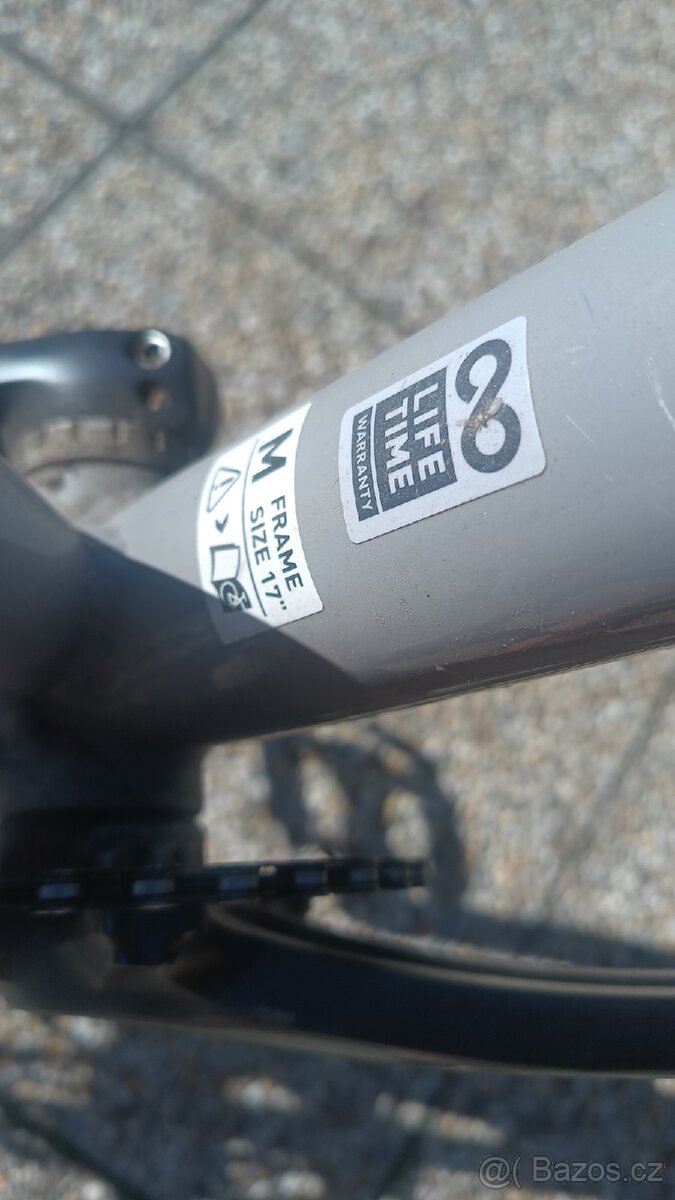 M
FRAME
SIZE 17"
LIFE
TIME
WARRANTY
@( Bazos.cz